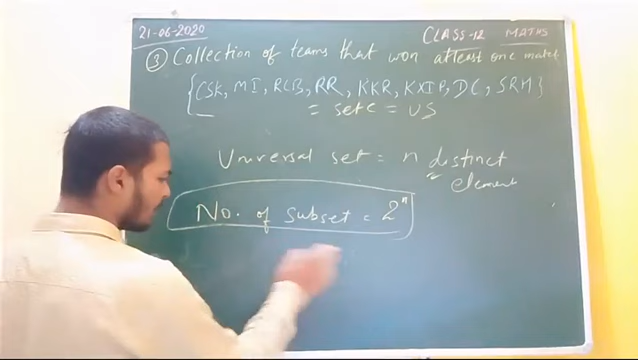 21-06-2020 CLASS-12 MATHS
③ Collection of teams that won atleast one match
{CSK, MI, RCB, RR, KKR, KXIP, DC, SRH}
= set C = US
Universal set = n distinct
element
No. of subset = 2ⁿ